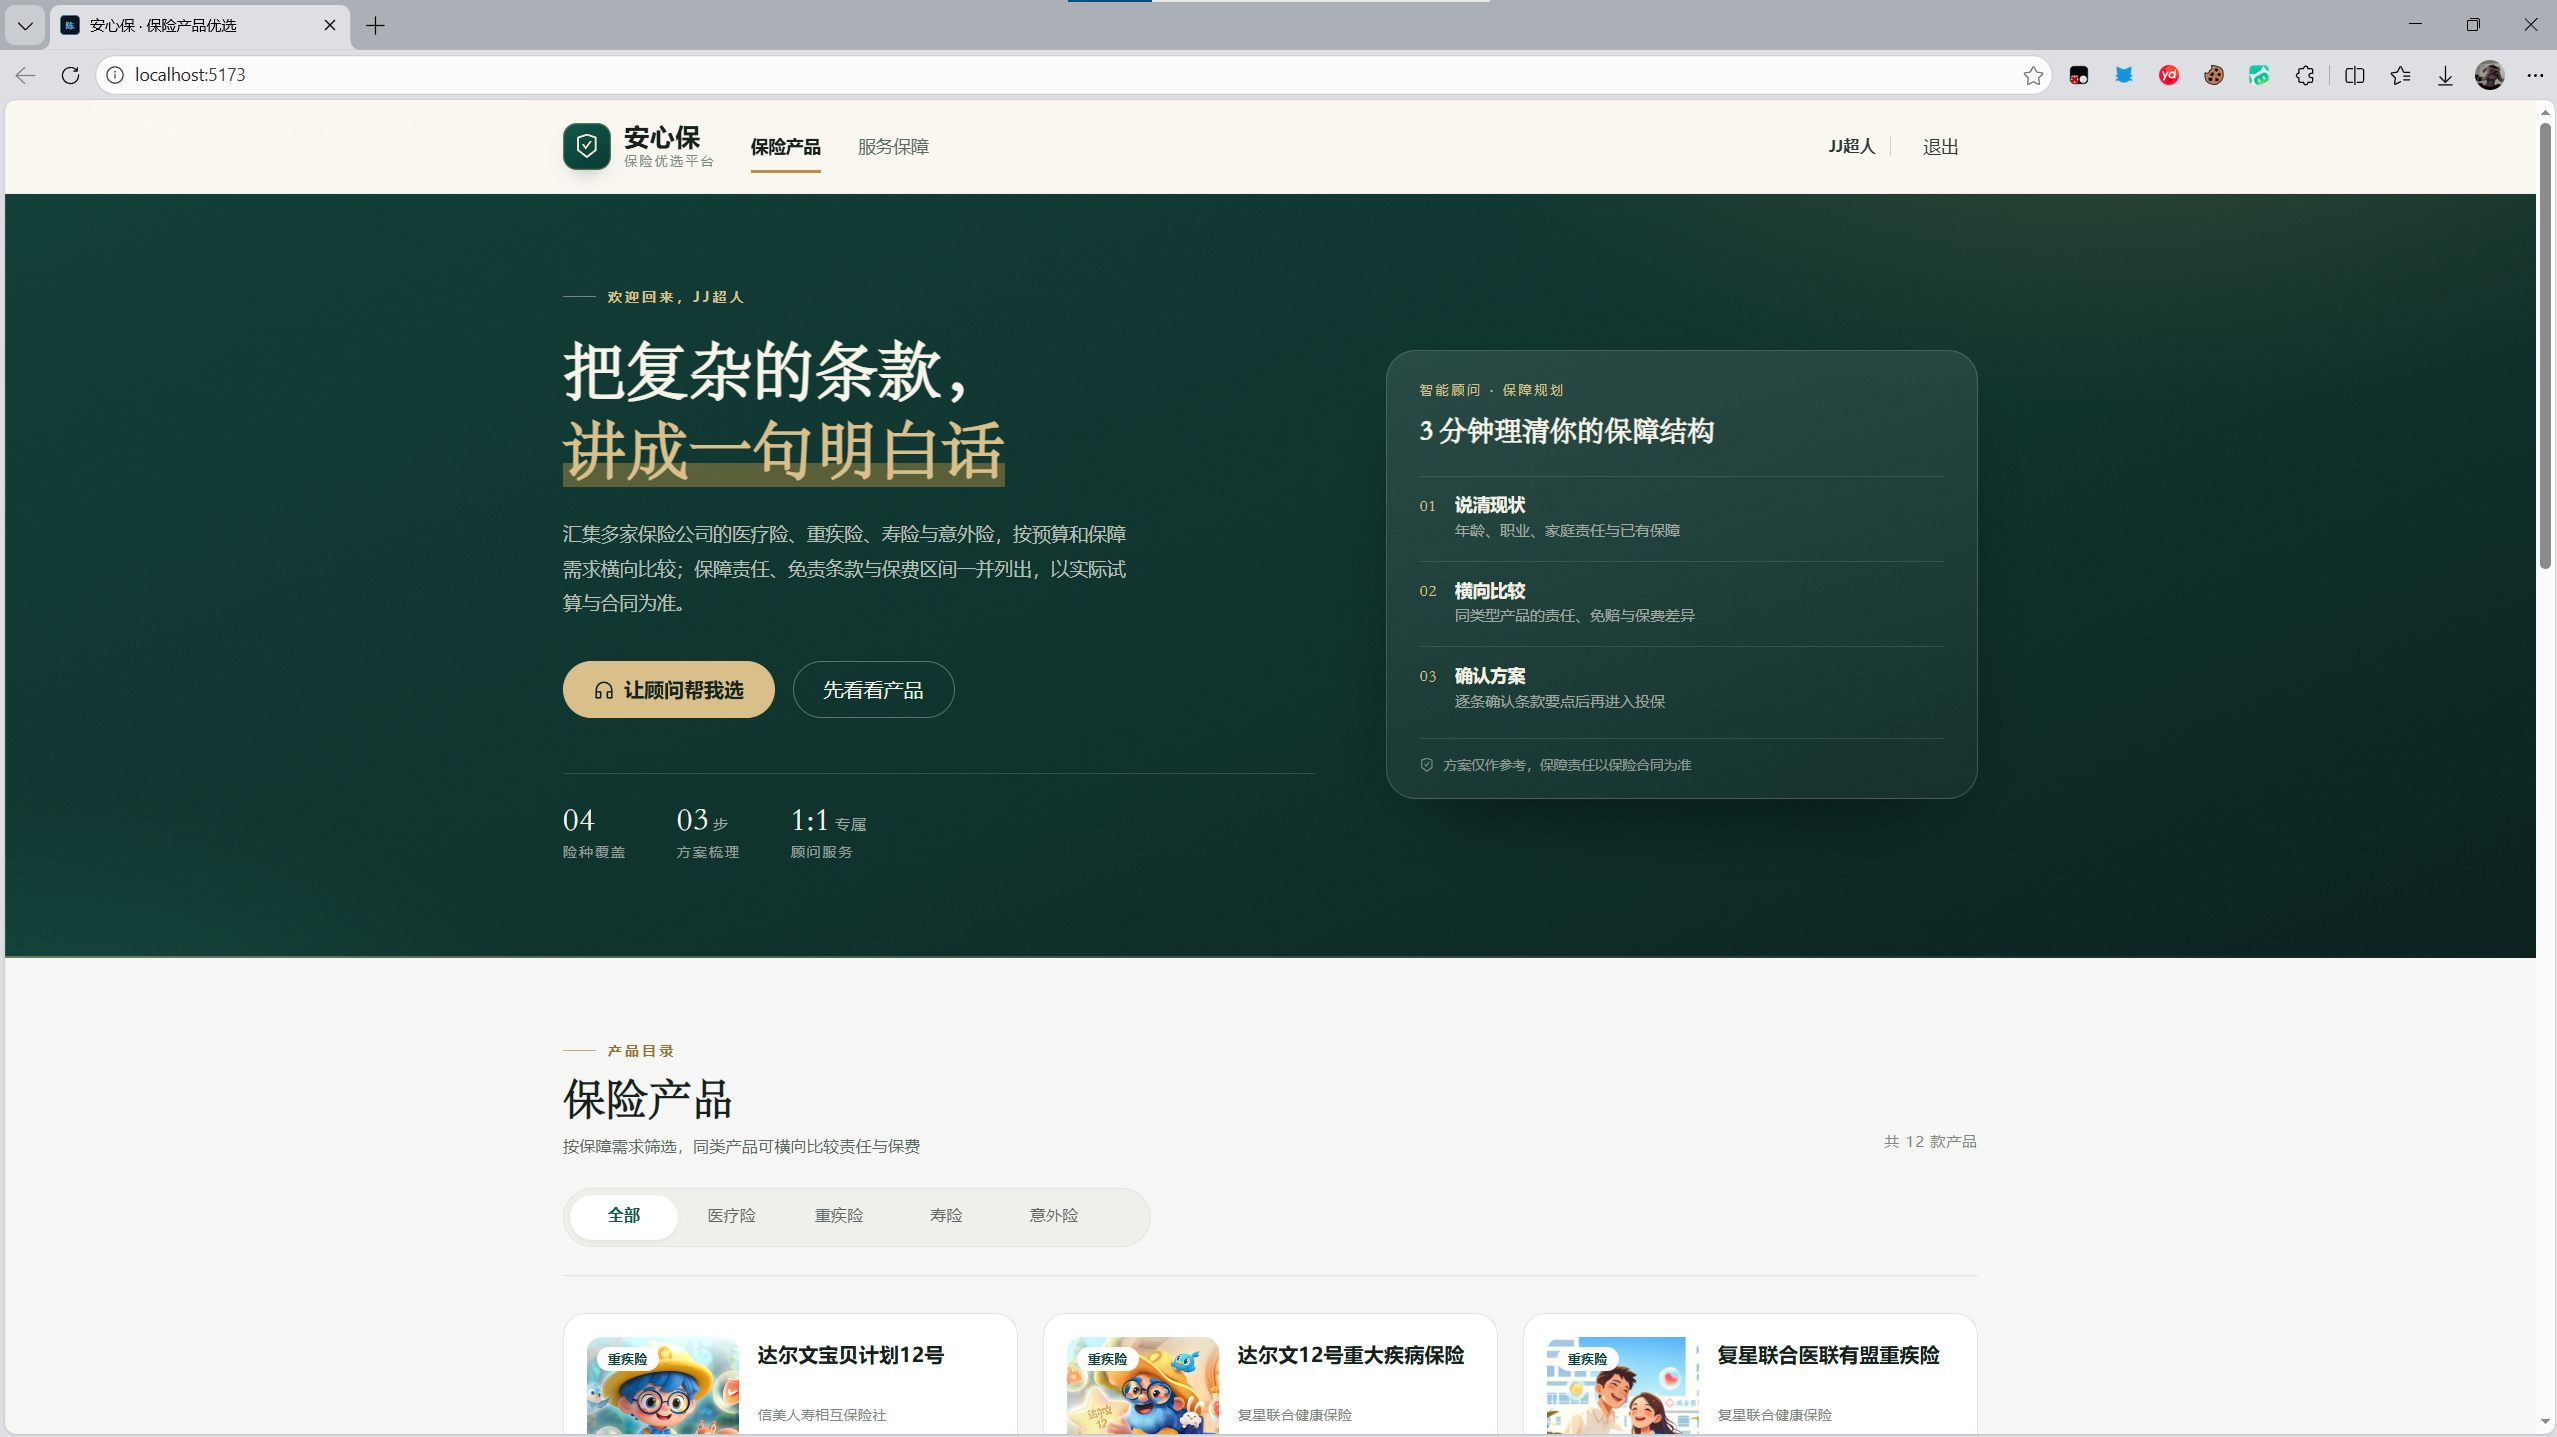 安心保 · 保险产品优选
localhost:5173
安心保
保险优选平台
保险产品
服务保障
JJ超人
退出
欢迎回来，JJ超人
把复杂的条款，
讲成一句明白话
汇集多家保险公司的医疗险、重疾险、寿险与意外险，按预算和保障
需求横向比较；保障责任、免责条款与保费区间一并列出，以实际试
算与合同为准。
让顾问帮我选
先看看产品
04
险种覆盖
03 步
方案梳理
1:1 专属
顾问服务
智能顾问 · 保障规划
3 分钟理清你的保障结构
01 说清现状
年龄、职业、家庭责任与已有保障
02 横向比较
同类型产品的责任、免赔与保费差异
03 确认方案
逐条确认条款要点后再进入投保
方案仅作参考，保障责任以保险合同为准
产品目录
保险产品
按保障需求筛选，同类产品可横向比较责任与保费
共 12 款产品
全部
医疗险
重疾险
寿险
意外险
重疾险
达尔文宝贝计划12号
信美人寿相互保险社
重疾险
达尔文
12
达尔文12号重大疾病保险
复星联合健康保险
重疾险
复星联合医联有盟重疾险
复星联合健康保险